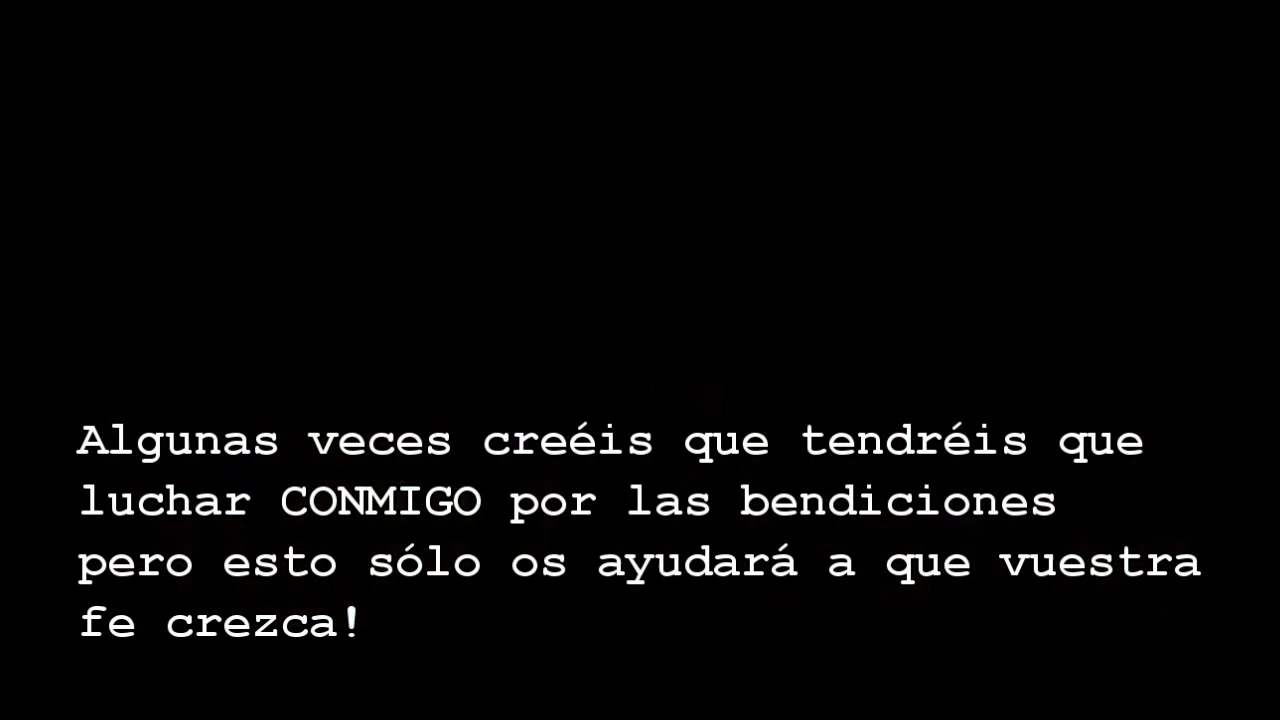 Algunas veces creéis que tendréis que
luchar CONMIGO por las bendiciones
pero esto sólo os ayudará a que vuestra
fe crezca!